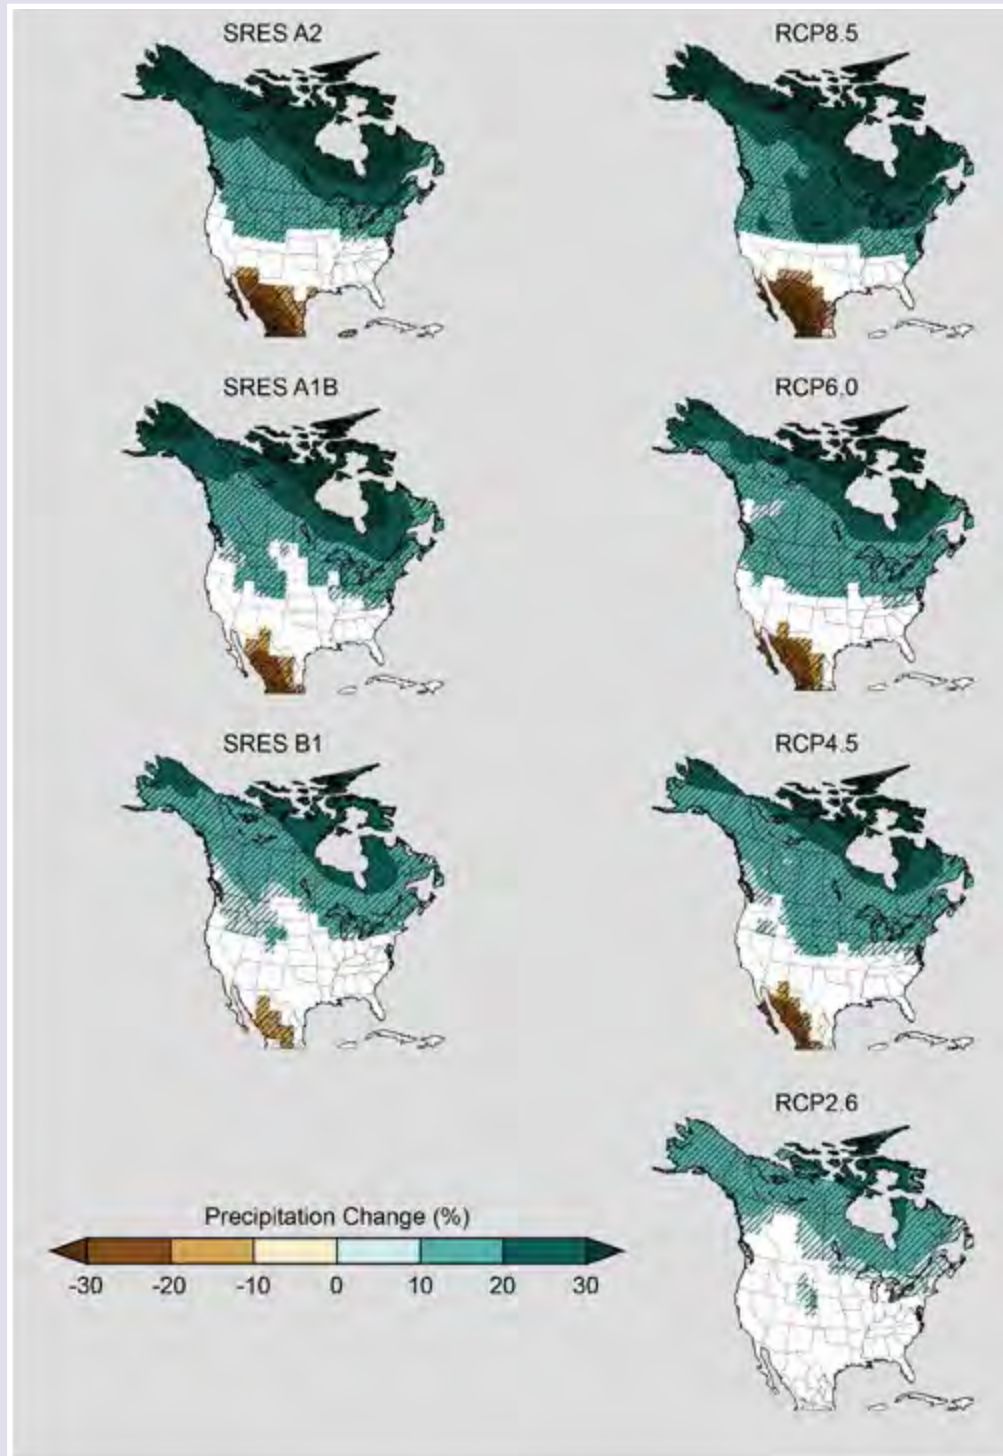 SRES A2
RCP8.5
SRES A1B
RCP6.0
SRES B1
RCP4.5
RCP2.6
Precipitation Change (%)
-30 -20 -10 0 10 20 30